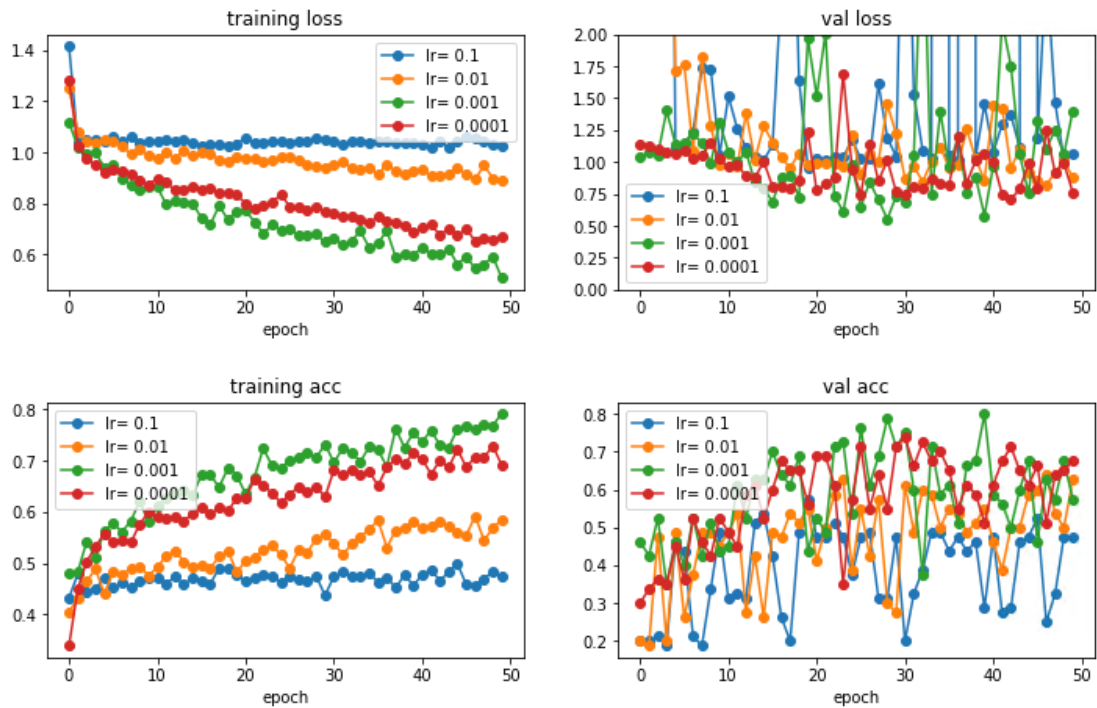 training loss
1.4
1.2
1.0
0.8
0.6
lr= 0.1
lr= 0.01
lr= 0.001
lr= 0.0001
0 10 20 30 40 50
epoch
val loss
2.00
1.75
1.50
1.25
1.00
0.75
0.50
0.25
0.00
lr= 0.1
lr= 0.01
lr= 0.001
lr= 0.0001
0 10 20 30 40 50
epoch
training acc
0.8
0.7
0.6
0.5
0.4
lr= 0.1
lr= 0.01
lr= 0.001
lr= 0.0001
0 10 20 30 40 50
epoch
val acc
0.8
0.7
0.6
0.5
0.4
0.3
0.2
lr= 0.1
lr= 0.01
lr= 0.001
lr= 0.0001
0 10 20 30 40 50
epoch